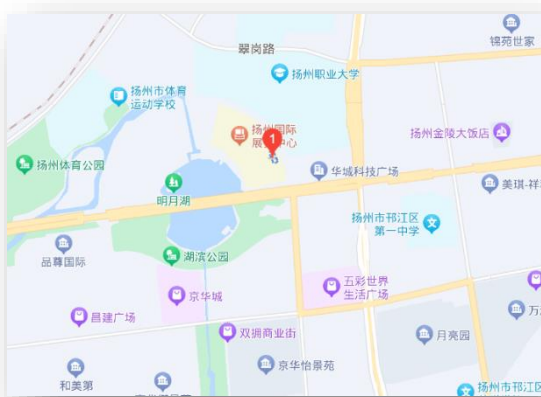 锦苑世家
翠岗路
扬州职业大学
扬州市体育
运动学校
扬州国际
展
中心
1
扬州金陵大饭店
扬州体育公园
华城科技广场
美琪·祥
明月湖
扬州市邗江区
第一中学
文
品尊国际
湖滨公园
五彩世界
生活广场
京华城
昌建广场
万
双拥商业街
月亮园
京华怡景苑
和美第
扬州市邗江区
文